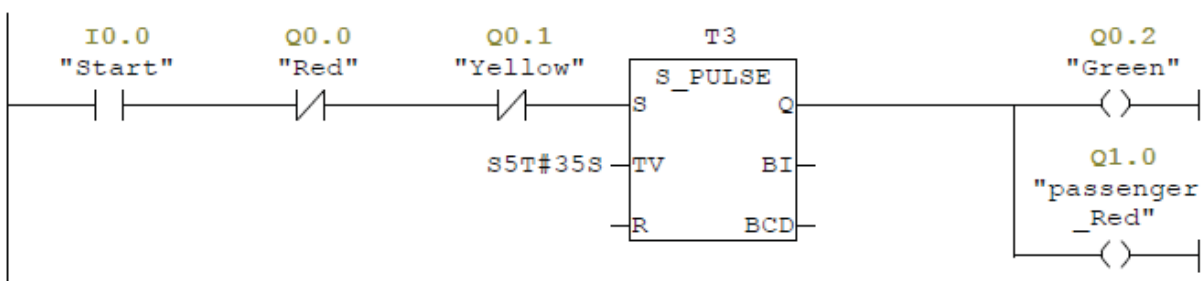 I0.0 Q0.0 Q0.1 T3 Q0.2
"Start" "Red" "Yellow" "Green"
S_PULSE
S Q
S5T#35S TV BI
Q1.0
"passenger
_Red"
R BCD